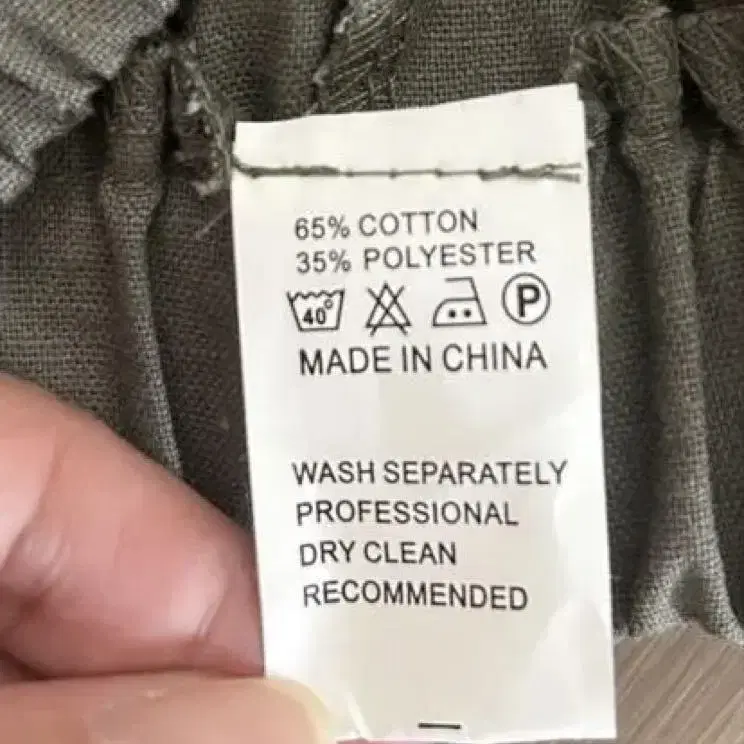 65% COTTON
35% POLYESTER
40° P
MADE IN CHINA
WASH SEPARATELY
PROFESSIONAL
DRY CLEAN
RECOMMENDED